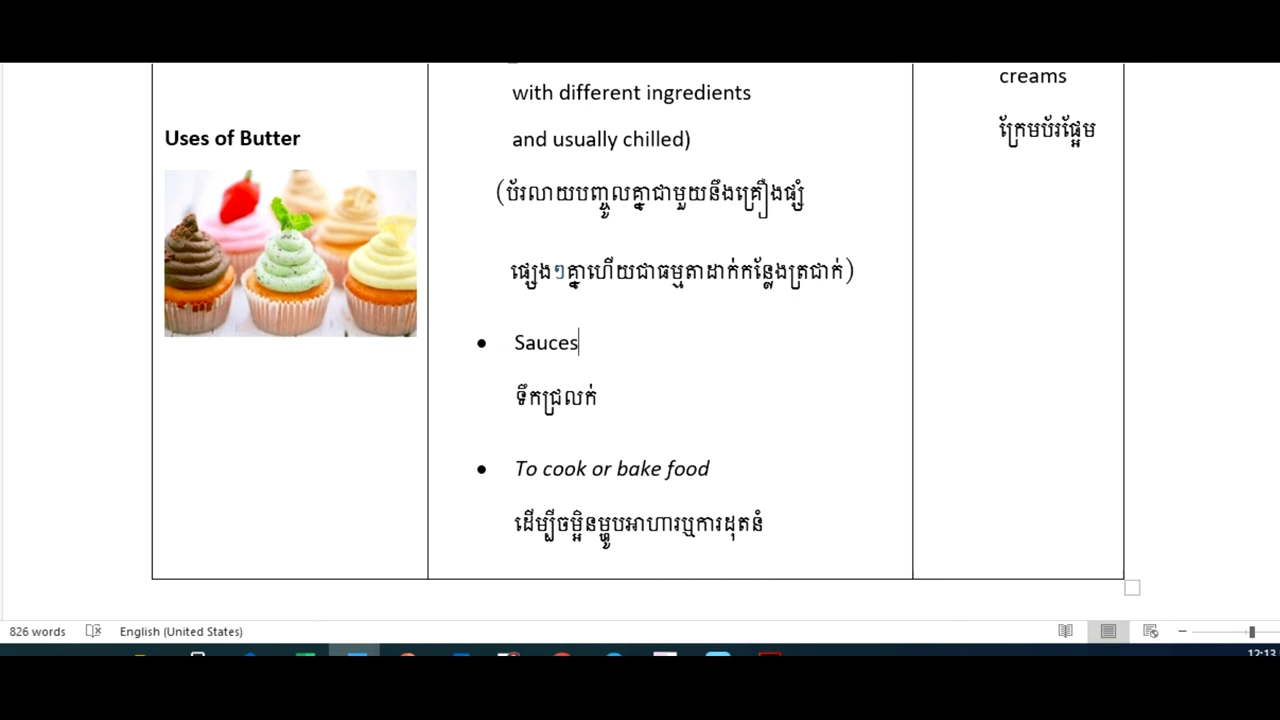 Uses of Butter
with different ingredients
and usually chilled)
(ប័រលាយបញ្ចូលគ្នាជាមួយនឹងគ្រឿងផ្សំ
ផ្សេងៗគ្នាហើយជាធម្មតាដាក់កន្លែងត្រជាក់)
• Sauces
ទឹកជ្រលក់
• To cook or bake food
ដើម្បីចម្អិនម្ហូបអាហារឬការដុតនំ
creams
ក្រែមប័រផ្អែម
826 words
English (United States)
12:13